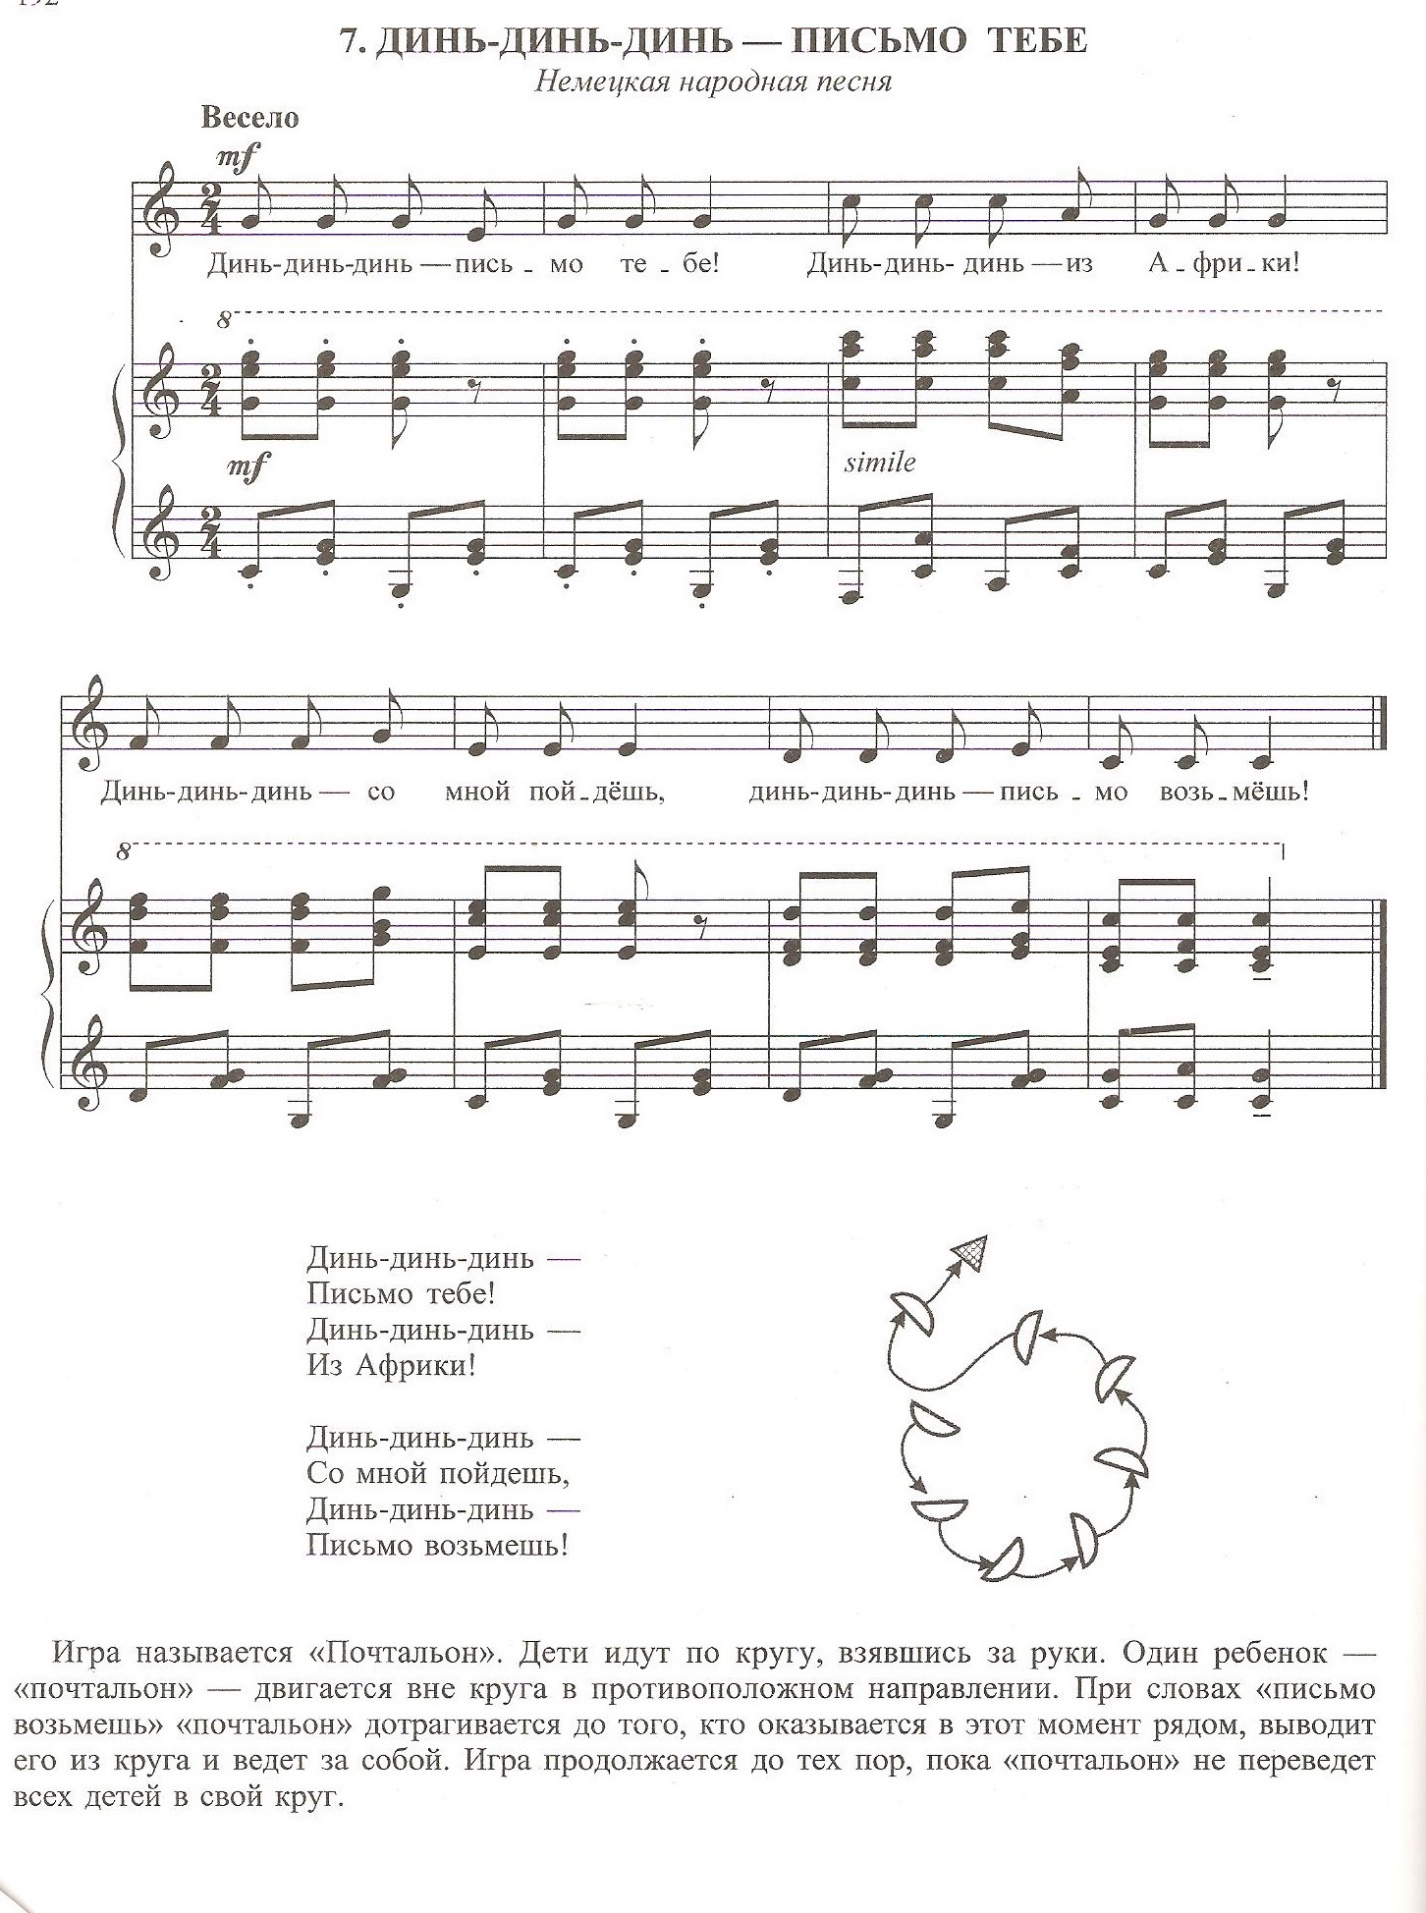 7. ДИНЬ-ДИНЬ-ДИНЬ — ПИСЬМО ТЕБЕ
Немецкая народная песня
Весело
mf
Динь-динь-динь — пись - мо те - бе! Динь-динь- динь — из А - фри - ки!
8
mf
simile
Динь-динь-динь — со мной пой - дёшь, динь-динь-динь — пись - мо возь - мёшь!
8
Динь-динь-динь —
Письмо тебе!
Динь-динь-динь —
Из Африки!
Динь-динь-динь —
Со мной пойдешь,
Динь-динь-динь —
Письмо возьмешь!
Игра называется «Почтальон». Дети идут по кругу, взявшись за руки. Один ребенок —
«почтальон» — двигается вне круга в противоположном направлении. При словах «письмо
возьмешь» «почтальон» дотрагивается до того, кто оказывается в этот момент рядом, выводит
его из круга и ведет за собой. Игра продолжается до тех пор, пока «почтальон» не переведет
всех детей в свой круг.